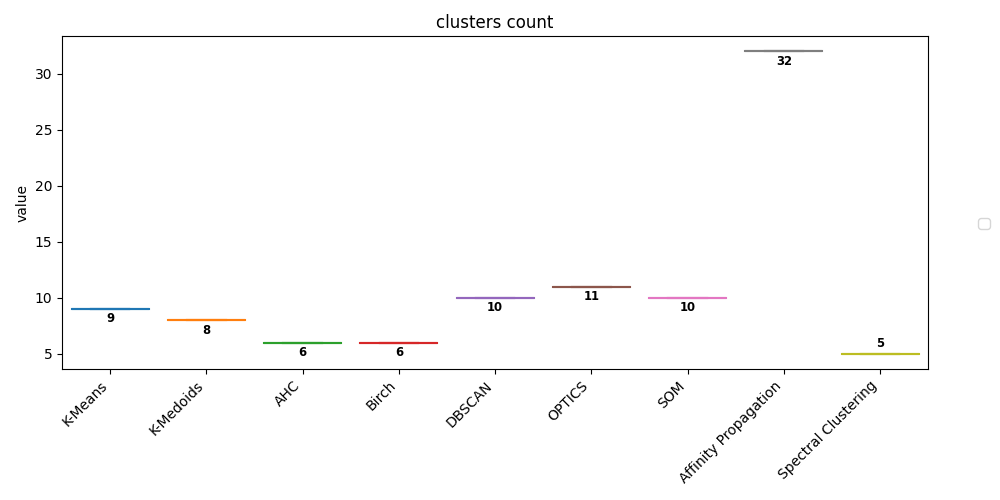 clusters count
value
30
25
20
15
10
5
32
9
8
6
6
10
11
10
5
K-Means
K-Medoids
AHC
Birch
DBSCAN
OPTICS
SOM
Affinity Propagation
Spectral Clustering